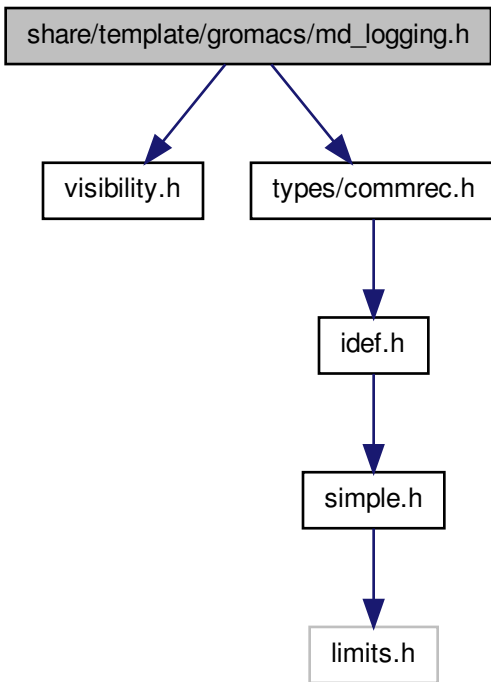 share/template/gromacs/md_logging.h
visibility.h
types/commrec.h
idef.h
simple.h
limits.h